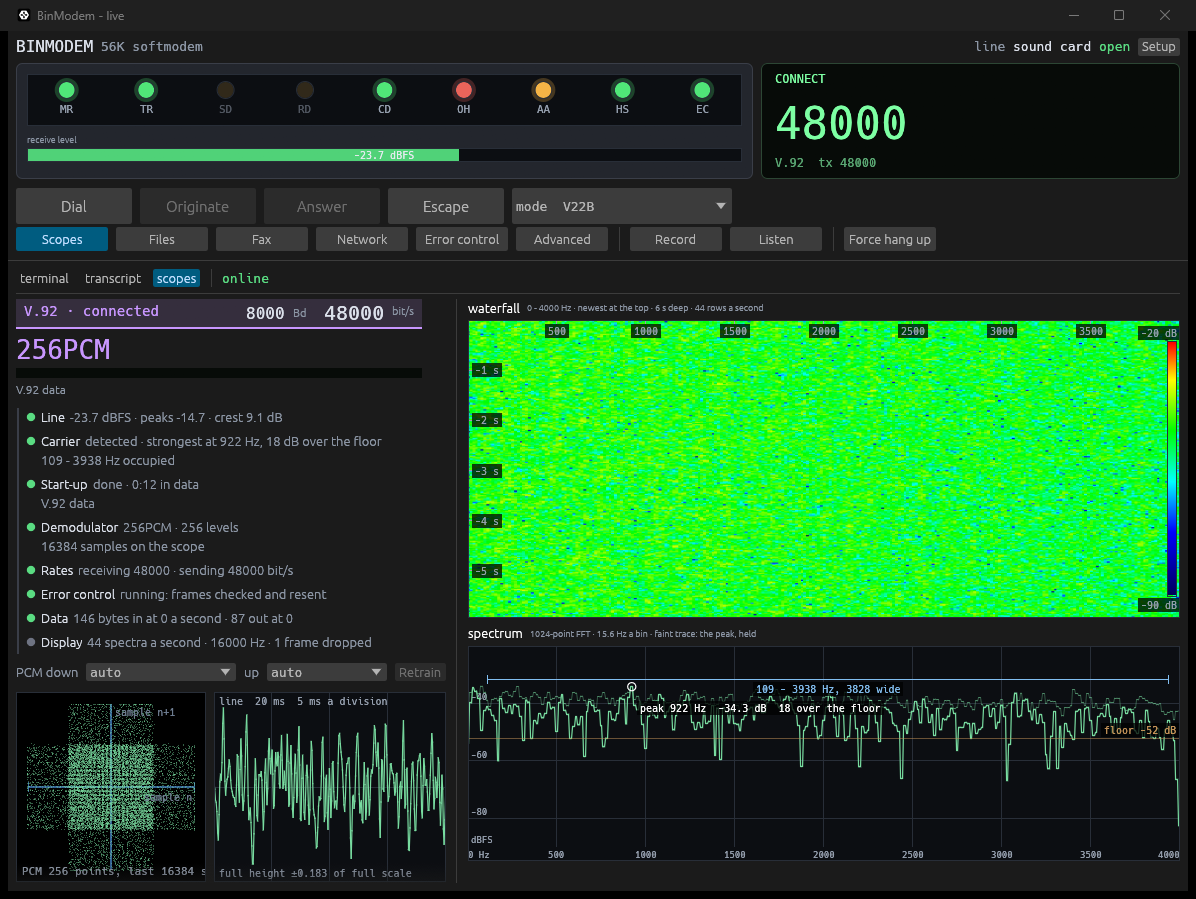 BinModem - live
BINMODEM 56K softmodem
line sound card open Setup
MR TR SD RD CD OH AA HS EC
receive level
-23.7 dBFS
CONNECT
48000
V.92 tx 48000
Dial Originate Answer Escape mode V22B
Scopes Files Fax Network Error control Advanced Record Listen Force hang up
terminal transcript scopes online
V.92 · connected 8000 Bd 48000 bit/s
256PCM
V.92 data
Line -23.7 dBFS · peaks -14.7 · crest 9.1 dB
Carrier detected · strongest at 922 Hz, 18 dB over the floor
109 - 3938 Hz occupied
Start-up done · 0:12 in data
V.92 data
Demodulator 256PCM · 256 levels
16384 samples on the scope
Rates receiving 48000 · sending 48000 bit/s
Error control running: frames checked and resent
Data 146 bytes in at 0 a second · 87 out at 0
Display 44 spectra a second · 16000 Hz · 1 frame dropped
PCM down auto up auto Retrain
sample n+1
sample n
PCM 256 points, last 16384 s
line 20 ms 5 ms a division
full height ±0.183 of full scale
waterfall 0 - 4000 Hz · newest at the top · 6 s deep · 44 rows a second
500 1000 1500 2000 2500 3000 3500 -20 dB
-1 s
-2 s
-3 s
-4 s
-5 s
-90 dB
spectrum 1024-point FFT · 15.6 Hz a bin · faint trace: the peak, held
109 - 3938 Hz, 3828 wide
-40
peak 922 Hz -34.3 dB 18 over the floor
floor -52 dB
-60
-80
dBFS
0 Hz 500 1000 1500 2000 2500 3000 3500 4000